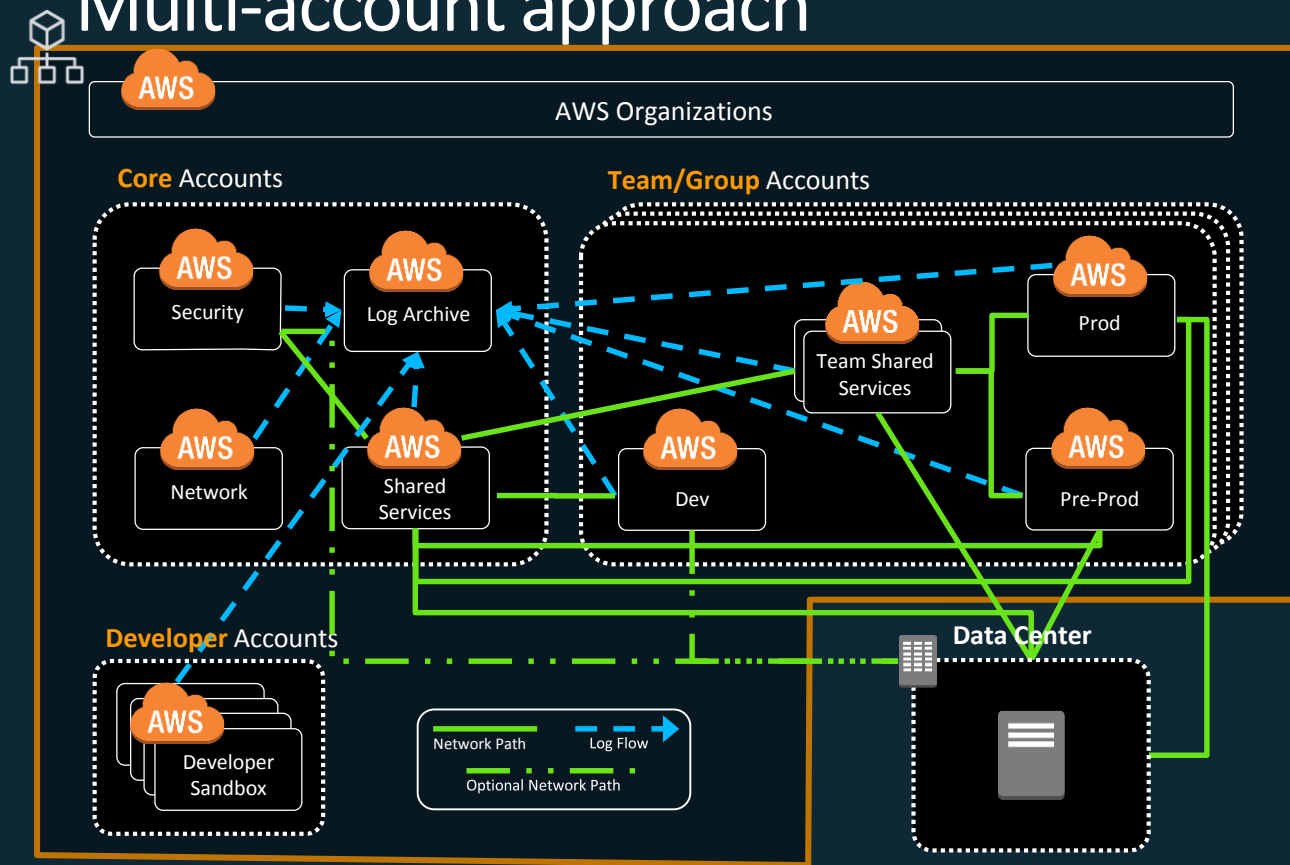 Multi-account approach
AWS
AWS Organizations
Core Accounts
Team/Group Accounts
AWS
Security
AWS
Log Archive
AWS
Team Shared
Services
AWS
Prod
AWS
Network
AWS
Shared
Services
AWS
Dev
AWS
Pre-Prod
Developer Accounts
AWS
Developer
Sandbox
Network Path
Log Flow
Optional Network Path
Data Center